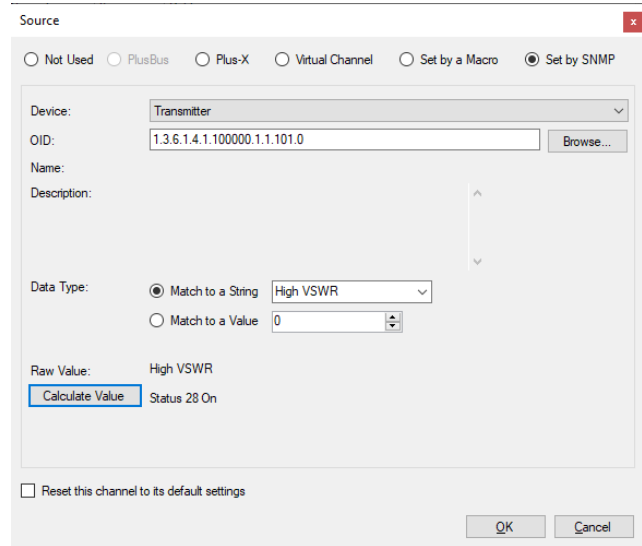 Source
x
Not Used PlusBus Plus-X Virtual Channel Set by a Macro Set by SNMP
Device: Transmitter
OID: 1.3.6.1.4.1.100000.1.1.101.0 Browse...
Name:
Description:
Data Type: Match to a String High VSWR
Match to a Value 0
Raw Value: High VSWR
Calculate Value Status 28 On
Reset this channel to its default settings
OK Cancel